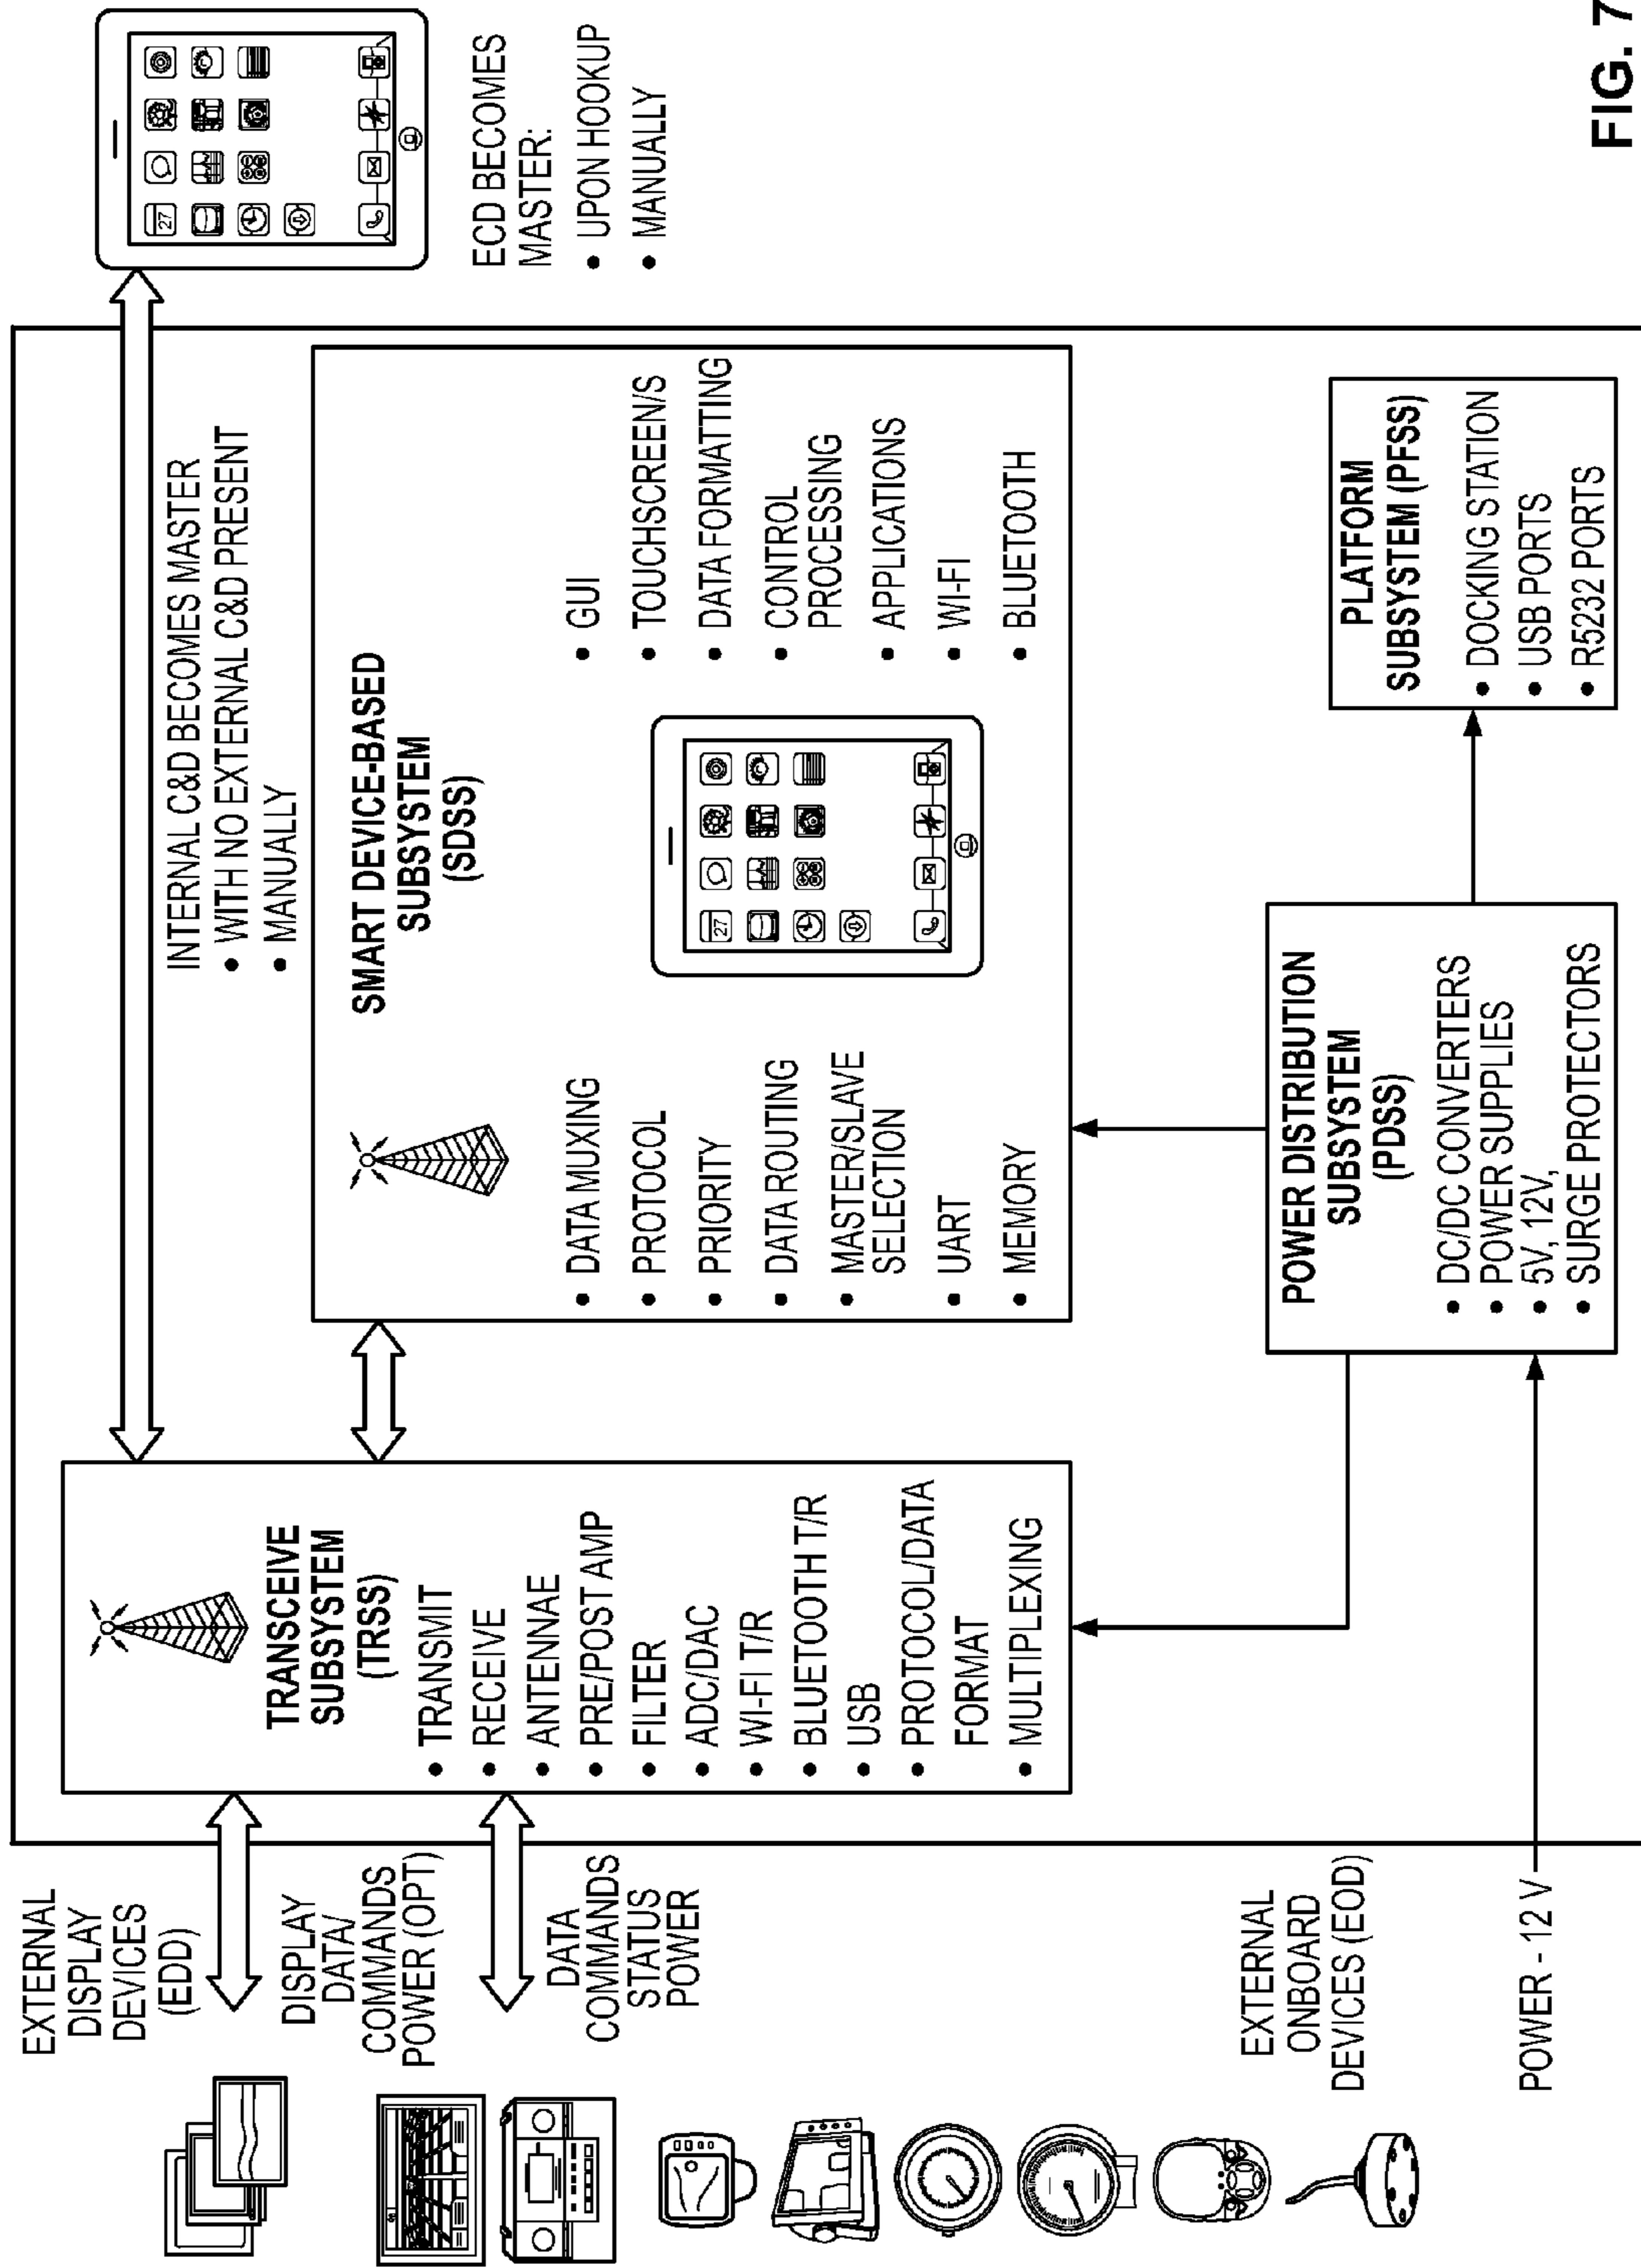 EXTERNAL
DISPLAY
DEVICES
(EDD)
DISPLAY
DATA/
COMMANDS
POWER (OPT)
DATA
COMMANDS
STATUS
POWER
EXTERNAL
ONBOARD
DEVICES (EOD)
POWER - 12 V
TRANSCEIVE
SUBSYSTEM
(TRSS)
• TRANSMIT
• RECEIVE
• ANTENNAE
• PRE/POST AMP
• FILTER
• ADC/DAC
• WI-FI T/R
• BLUETOOTH T/R
• USB
• PROTOCOL/DATA
FORMAT
• MULTIPLEXING
INTERNAL C&D BECOMES MASTER
• WITH NO EXTERNAL C&D PRESENT
• MANUALLY
SMART DEVICE-BASED
SUBSYSTEM
(SDSS)
• DATA MUXING
• PROTOCOL
• PRIORITY
• DATA ROUTING
• MASTER/SLAVE
SELECTION
• UART
• MEMORY
27
• GUI
• TOUCHSCREEN/S
• DATA FORMATTING
• CONTROL
PROCESSING
• APPLICATIONS
• WI-FI
• BLUETOOTH
POWER DISTRIBUTION
SUBSYSTEM
(PDSS)
• DC/DC CONVERTERS
• POWER SUPPLIES
• 5V, 12V,
• SURGE PROTECTORS
PLATFORM
SUBSYSTEM (PFSS)
• DOCKING STATION
• USB PORTS
• R5232 PORTS
27
ECD BECOMES
MASTER:
• UPON HOOKUP
• MANUALLY
FIG. 7